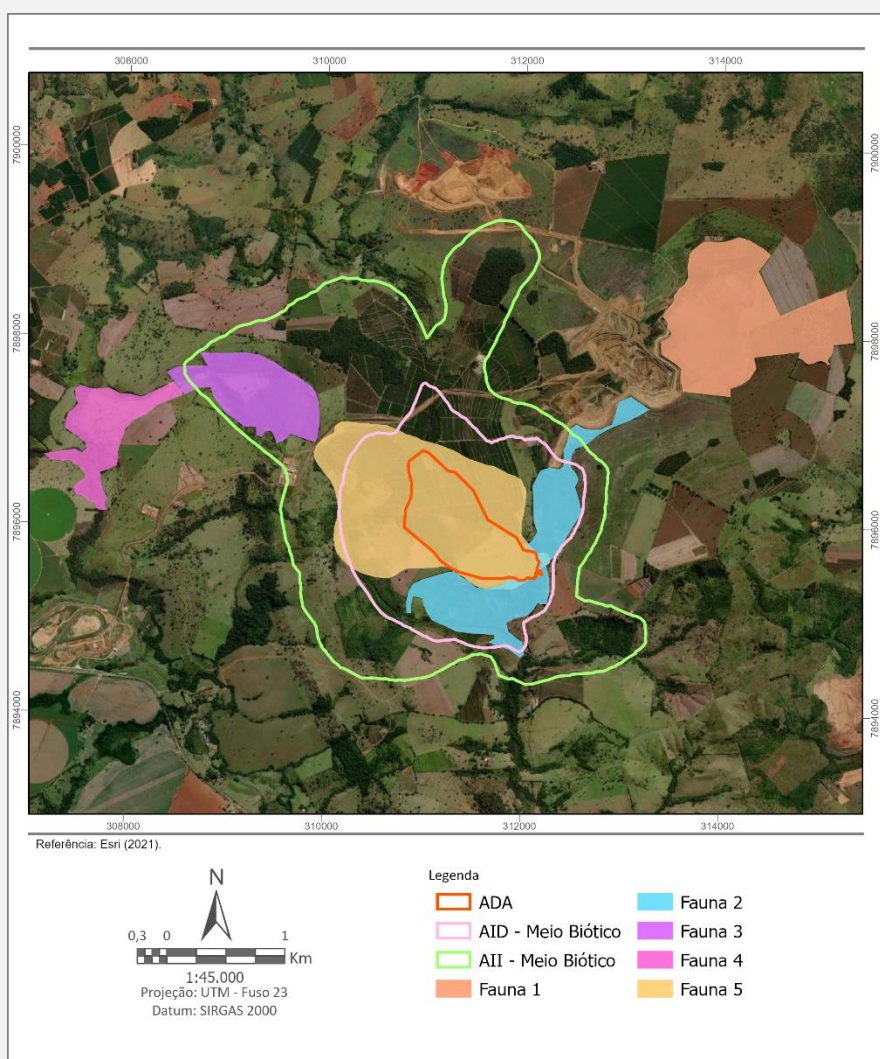 308000 310000 312000 314000
7900000 7900000
7898000 7898000
7896000 7896000
7894000 7894000
308000 310000 312000 314000
Referência: Esri (2021).
N
0,3 0 1
Km
1:45.000
Projeção: UTM - Fuso 23
Datum: SIRGAS 2000
Legenda
ADA
AID - Meio Biótico
AII - Meio Biótico
Fauna 1
Fauna 2
Fauna 3
Fauna 4
Fauna 5